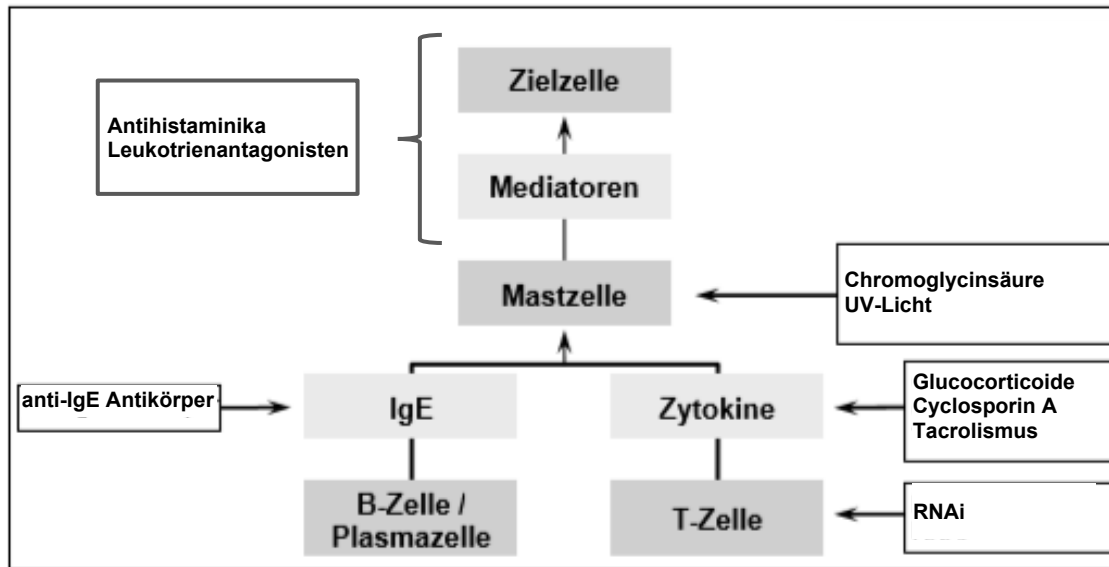 Zielzelle
Antihistaminika
Leukotrienantagonisten
Mediatoren
Mastzelle
Chromoglycinsäure
UV-Licht
anti-IgE Antikörper
IgE
Zytokine
Glucocorticoide
Cyclosporin A
Tacrolismus
B-Zelle /
Plasmazelle
T-Zelle
RNAi